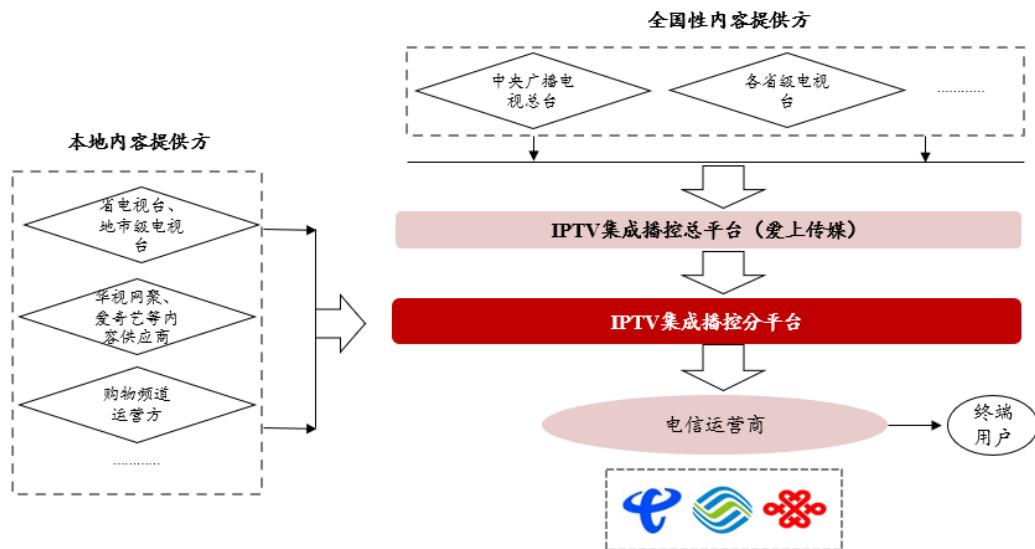 全国性内容提供方
中央广播电
视总台
各省级电视
台
............
本地内容提供方
省电视台、
地市级电视
台
华视网聚、
爱奇艺等内
容供应商
购物频道
运营方
............
IPTV集成播控总平台（爱上传媒）
IPTV集成播控分平台
电信运营商
终端
用户